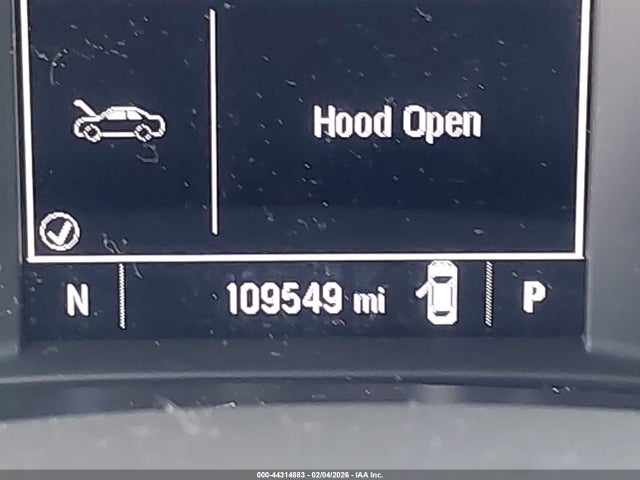 Hood Open
N 109549 mi P
000-44314883 - 02/04/2026 - IAA Inc.